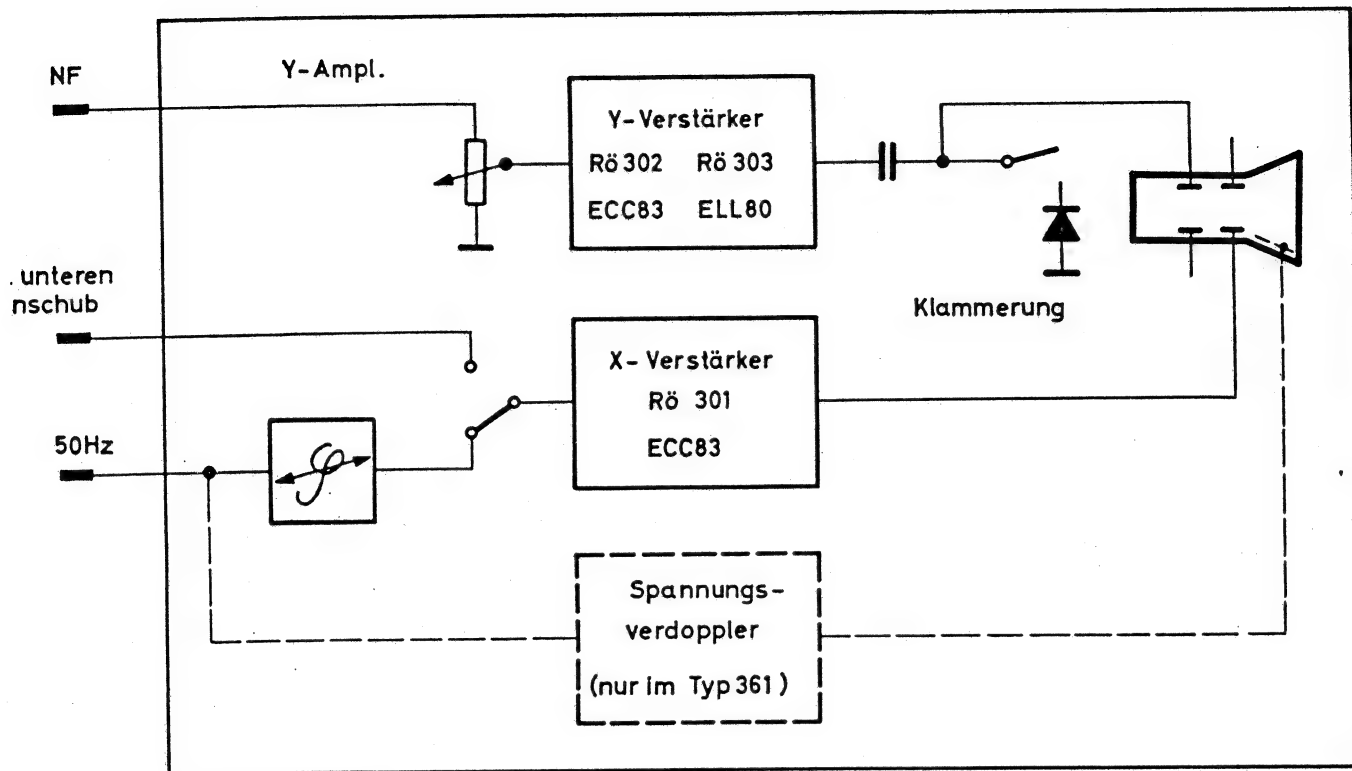 NF
Y-Ampl.
Y-Verstärker
Rö 302 Rö 303
ECC83 ELL80
Klammerung
. unteren
nschub
X-Verstärker
Rö 301
ECC83
50Hz
φ
Spannungs-
verdoppler
(nur im Typ 361)